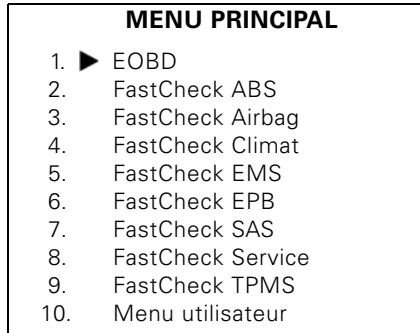 MENU PRINCIPAL
1. ▶ EOBD
2. FastCheck ABS
3. FastCheck Airbag
4. FastCheck Climat
5. FastCheck EMS
6. FastCheck EPB
7. FastCheck SAS
8. FastCheck Service
9. FastCheck TPMS
10. Menu utilisateur